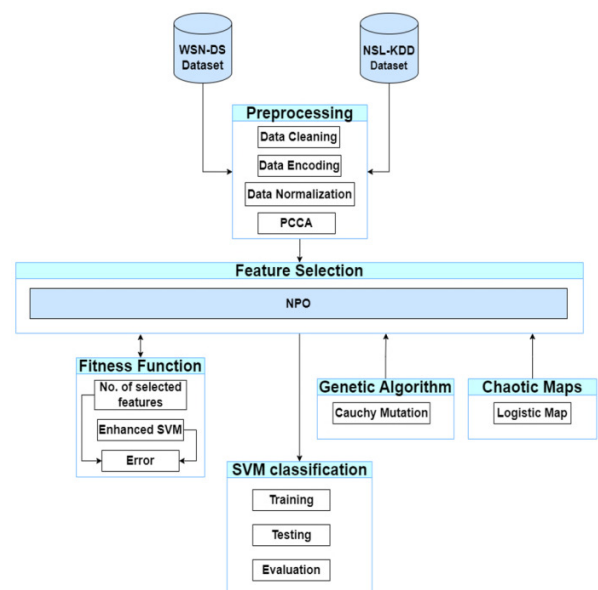 WSN-DS
Dataset
NSL-KDD
Dataset
Preprocessing
Data Cleaning
Data Encoding
Data Normalization
PCCA
Feature Selection
NPO
Fitness Function
No. of selected
features
Enhanced SVM
Error
Genetic Algorithm
Cauchy Mutation
Chaotic Maps
Logistic Map
SVM classification
Training
Testing
Evaluation